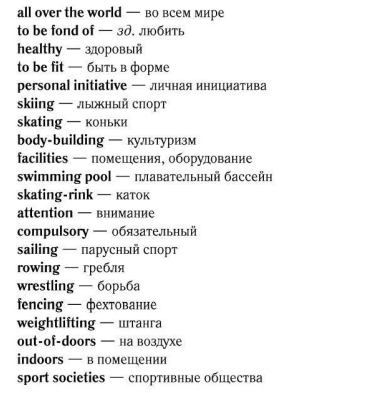 all over the world — во всем мире
to be fond of — зд. любить
healthy — здоровый
to be fit — быть в форме
personal initiative — личная инициатива
skiing — лыжный спорт
skating — коньки
body-building — культуризм
facilities — помещения, оборудование
swimming pool — плавательный бассейн
skating-rink — каток
attention — внимание
compulsory — обязательный
sailing — парусный спорт
rowing — гребля
wrestling — борьба
fencing — фехтование
weightlifting — штанга
out-of-doors — на воздухе
indoors — в помещении
sport societies — спортивные общества